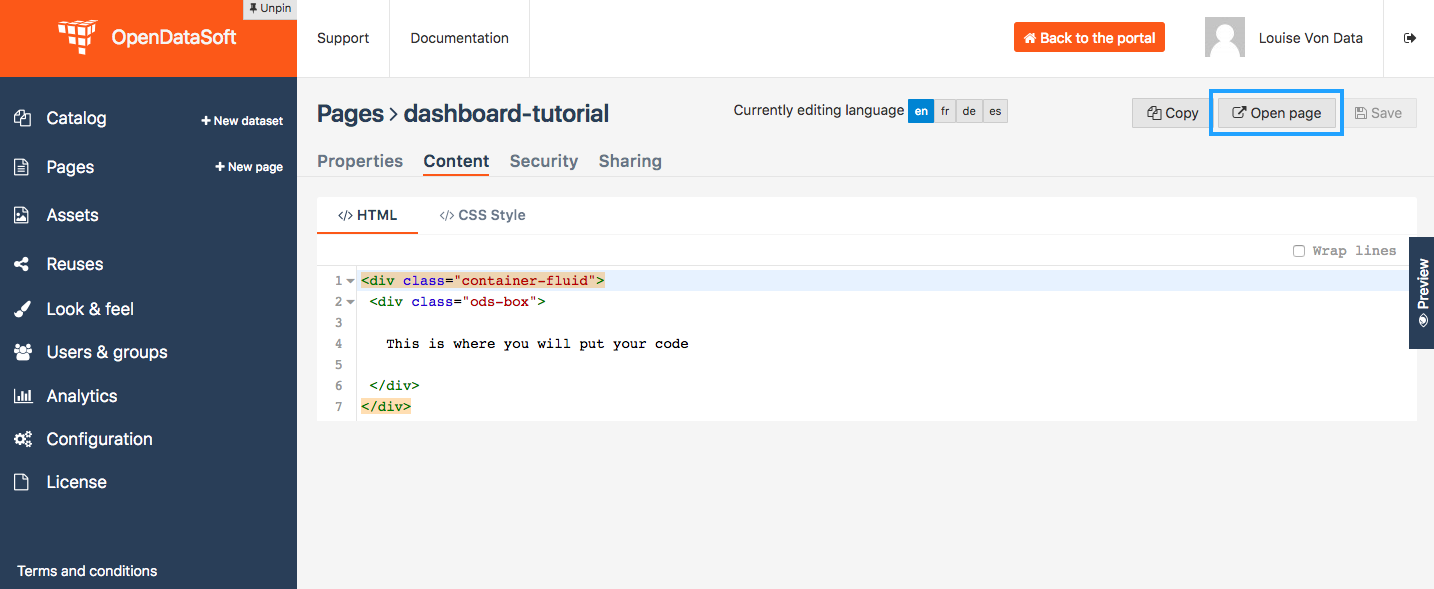 Unpin
OpenDataSoft
Support
Documentation
Back to the portal
Louise Von Data
Catalog
+ New dataset
Pages
+ New page
Assets
Reuses
Look & feel
Users & groups
Analytics
Configuration
License
Terms and conditions
Pages > dashboard-tutorial
Currently editing language en fr de es
Copy
Open page
Save
Properties Content Security Sharing
</> HTML </> CSS Style
Wrap lines
1 <div class="container-fluid">
2 <div class="ods-box">
3
4 This is where you will put your code
5
6 </div>
7 </div>
Preview